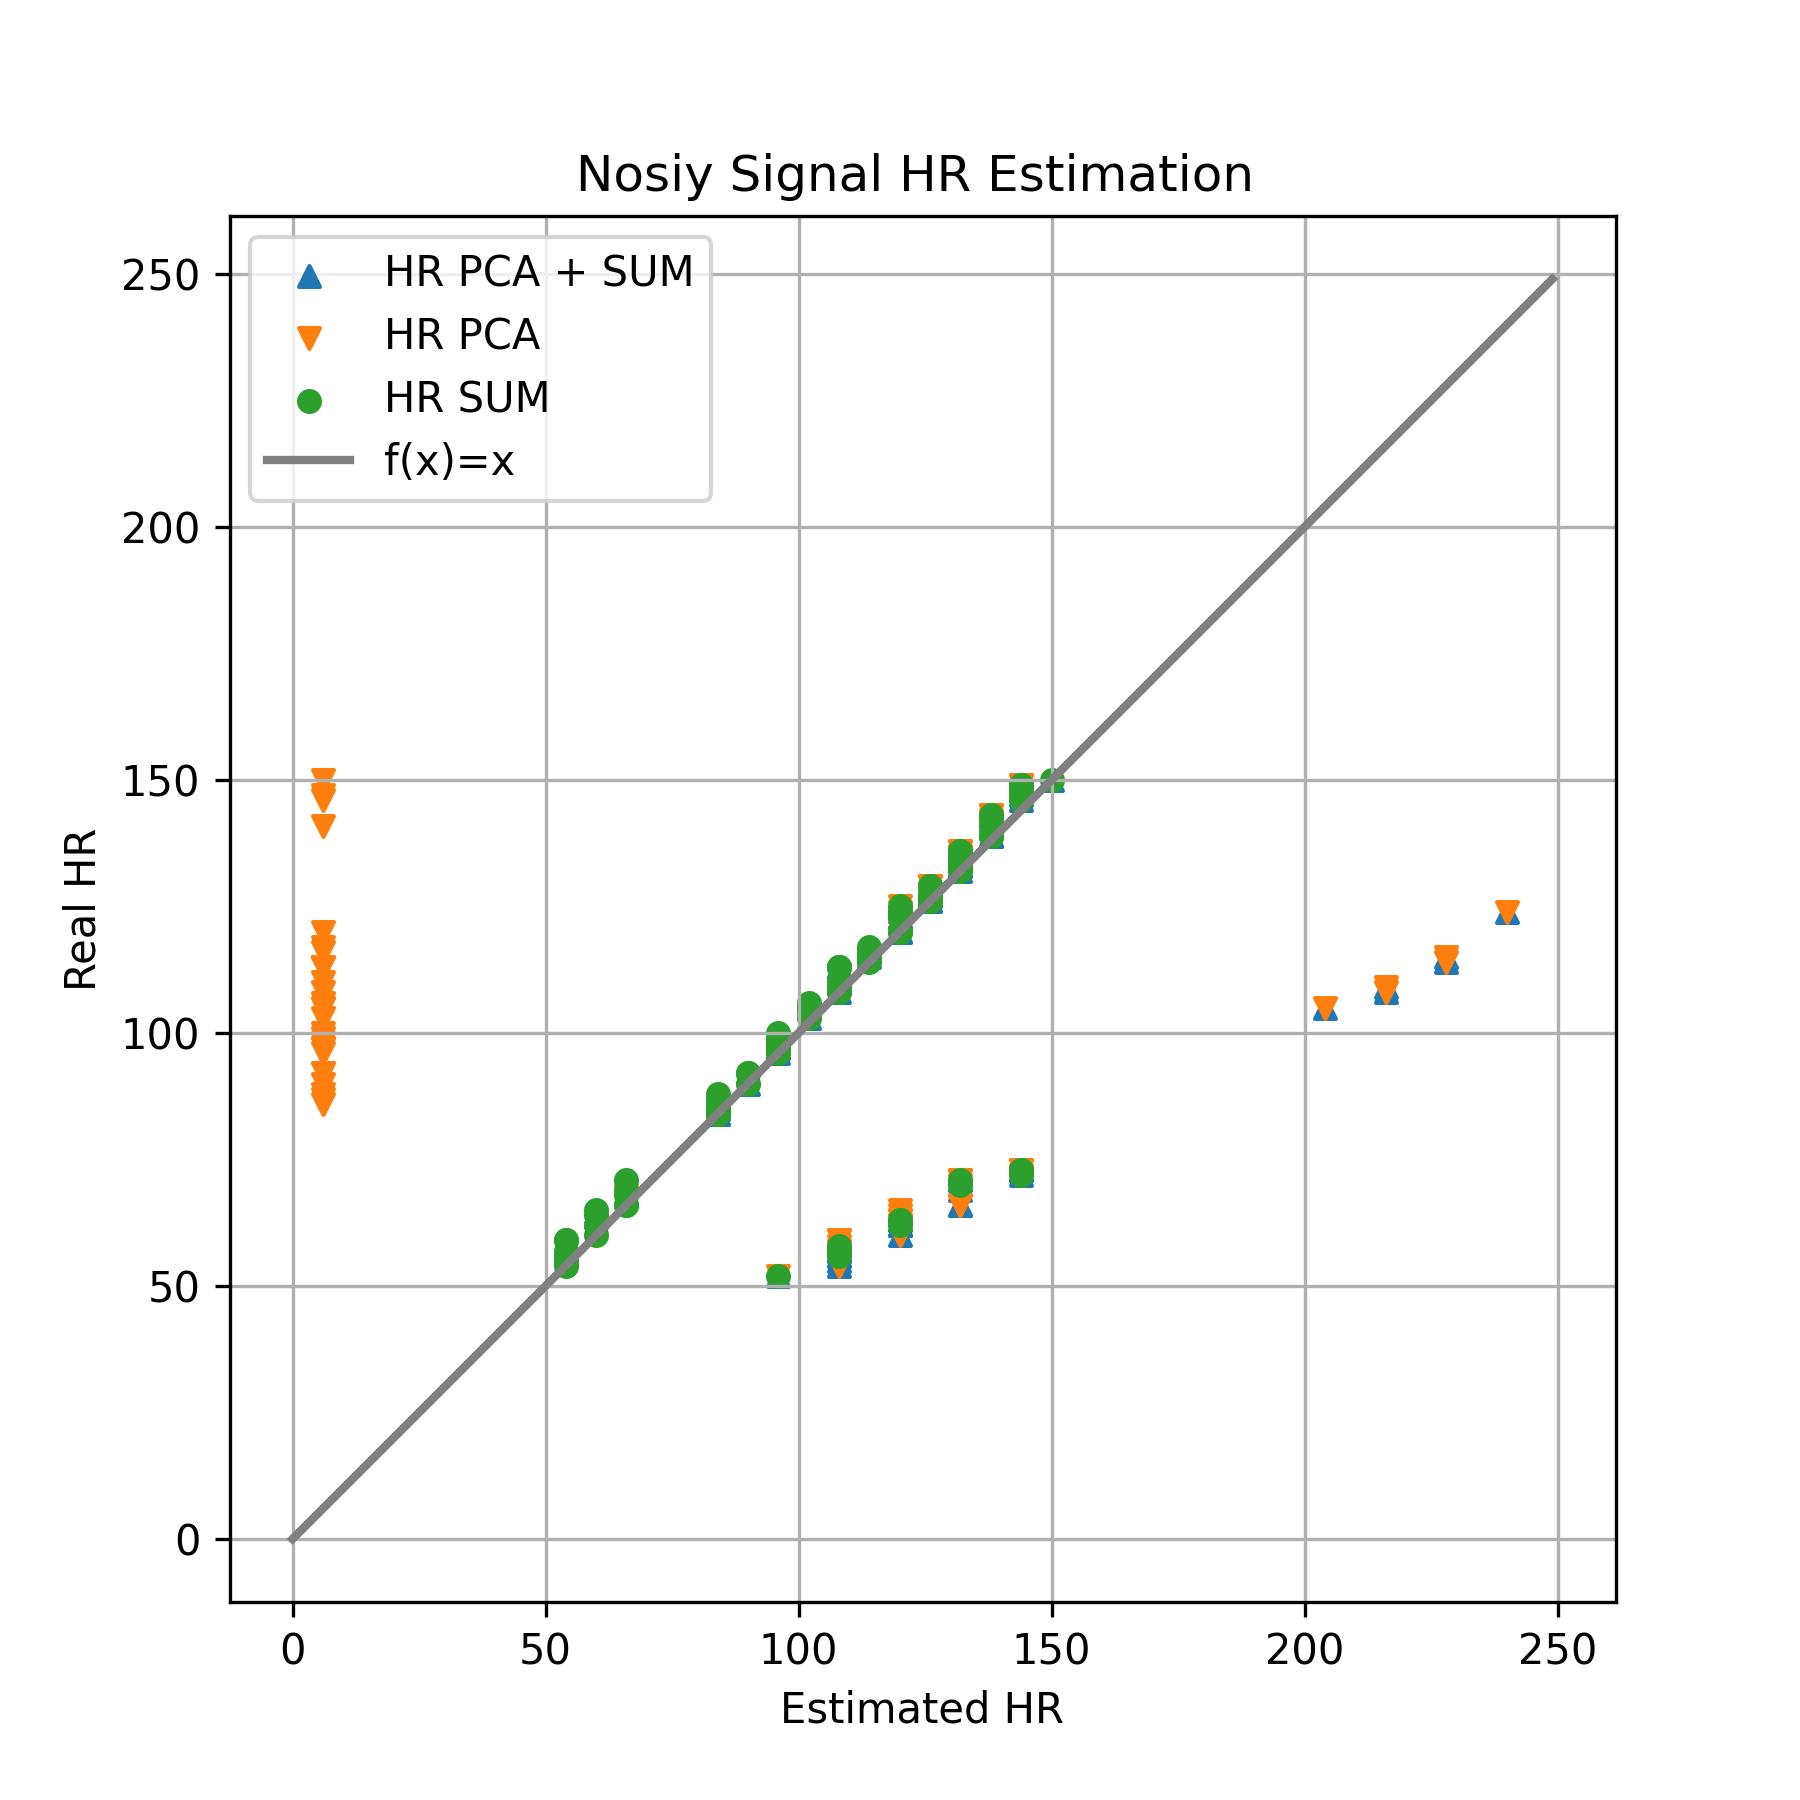 Nosiy Signal HR Estimation
HR PCA + SUM
HR PCA
HR SUM
f(x)=x
250
200
150
100
50
0
Real HR
0 50 100 150 200 250
Estimated HR